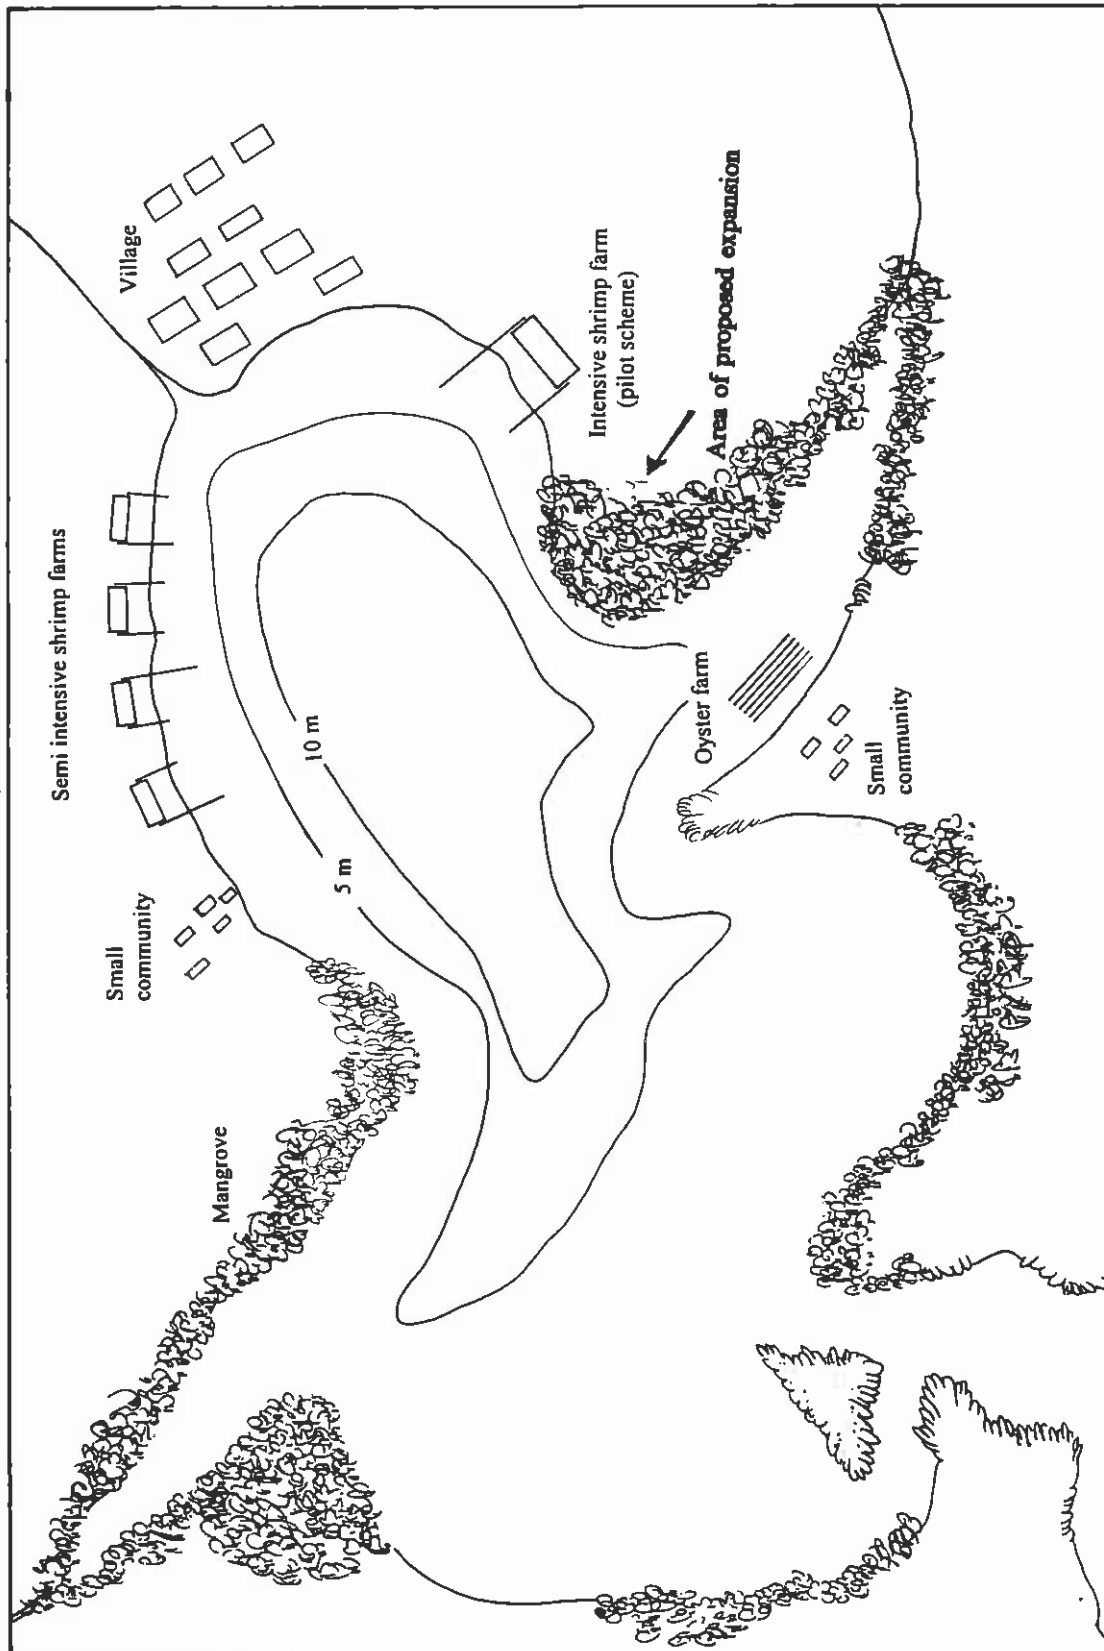 Semi intensive shrimp farms
Village
Small
community
Mangrove
10 m
5 m
Intensive shrimp farm
(pilot scheme)
Area of proposed expansion
Oyster farm
Small
community